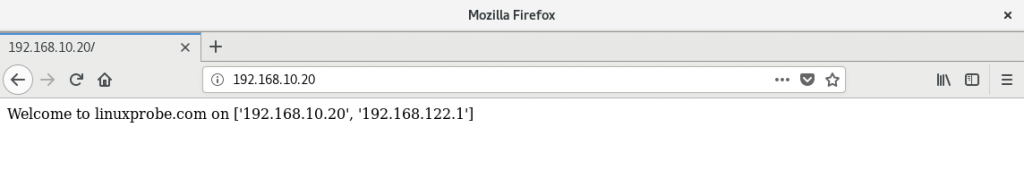 Mozilla Firefox
192.168.10.20/
192.168.10.20
Welcome to linuxprobe.com on ['192.168.10.20', '192.168.122.1']